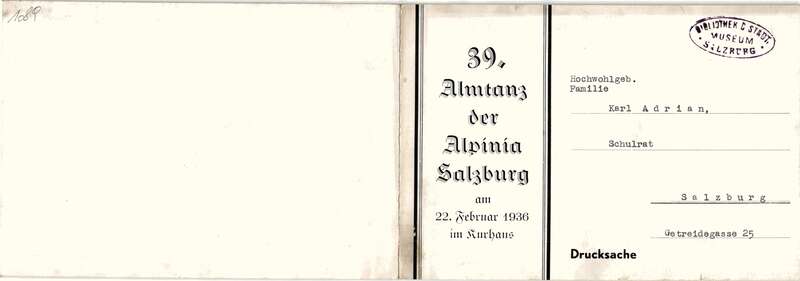 1089
39.
Almtanz
der
Alpinia
Salzburg
am
22. Februar 1936
im Kurhaus
BIBLIOTHEK D. STÄDT.
MUSEUM
SALZBURG
Hochwohlgeb.
Familie
Karl Adrian,
Schulrat
Salzburg
Getreidegasse 25
Drucksache